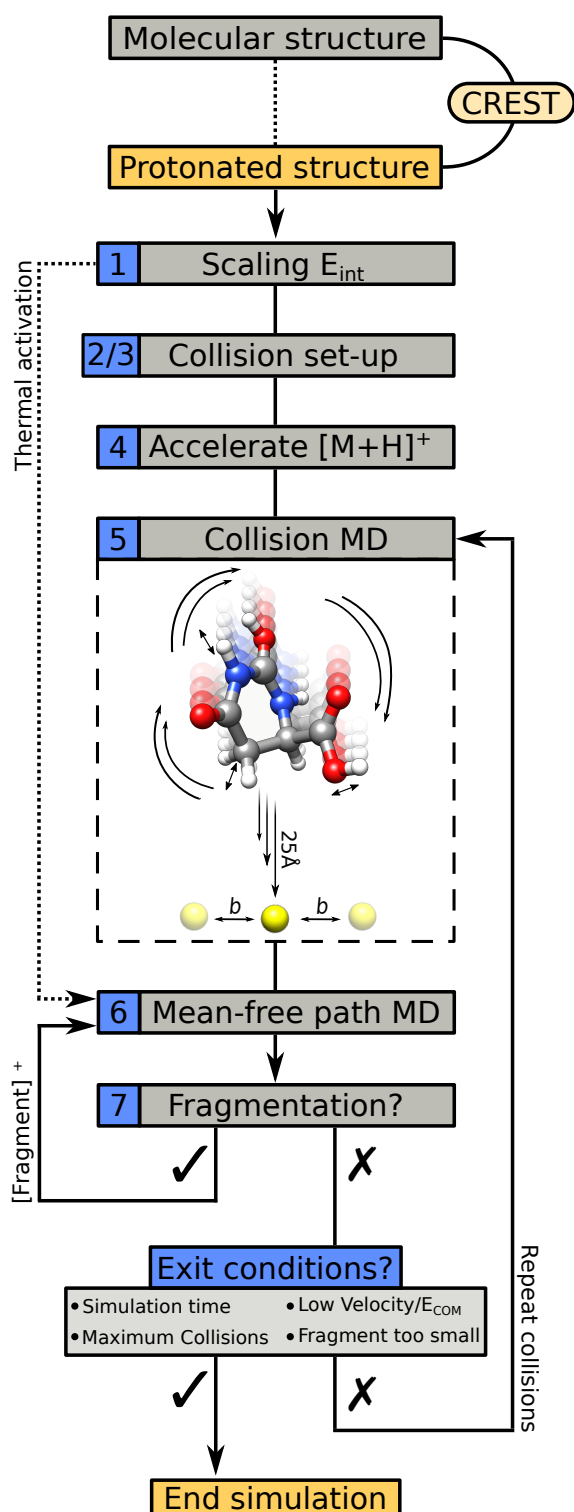 Molecular structure
CREST
Protonated structure
1 Scaling E_int
Thermal activation
2/3 Collision set-up
4 Accelerate [M+H]⁺
5 Collision MD
25Å
b b
6 Mean-free path MD
7 Fragmentation?
[Fragment] ⁺
✓ ✗
Exit conditions?
• Simulation time • Low Velocity/E_COM
• Maximum Collisions • Fragment too small
✓ ✗
Repeat collisions
End simulation